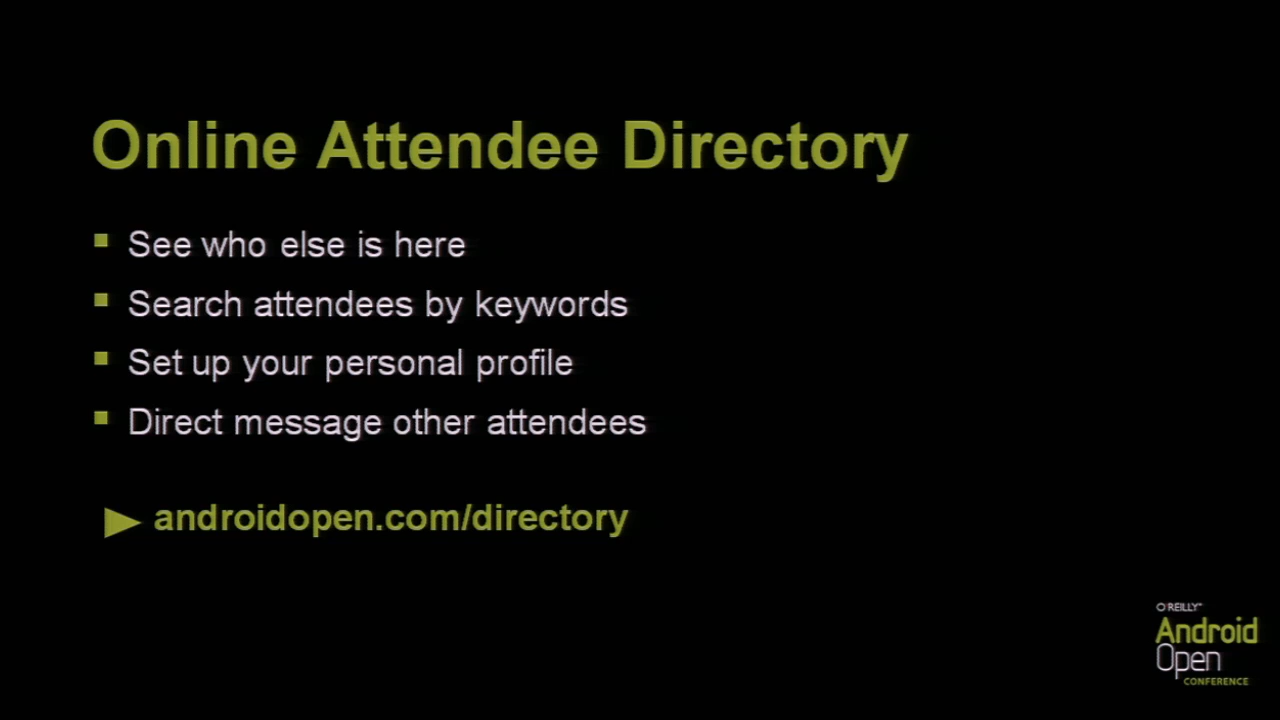 Online Attendee Directory
See who else is here
Search attendees by keywords
Set up your personal profile
Direct message other attendees
androidopen.com/directory
O'REILLY™
Android
Open
CONFERENCE